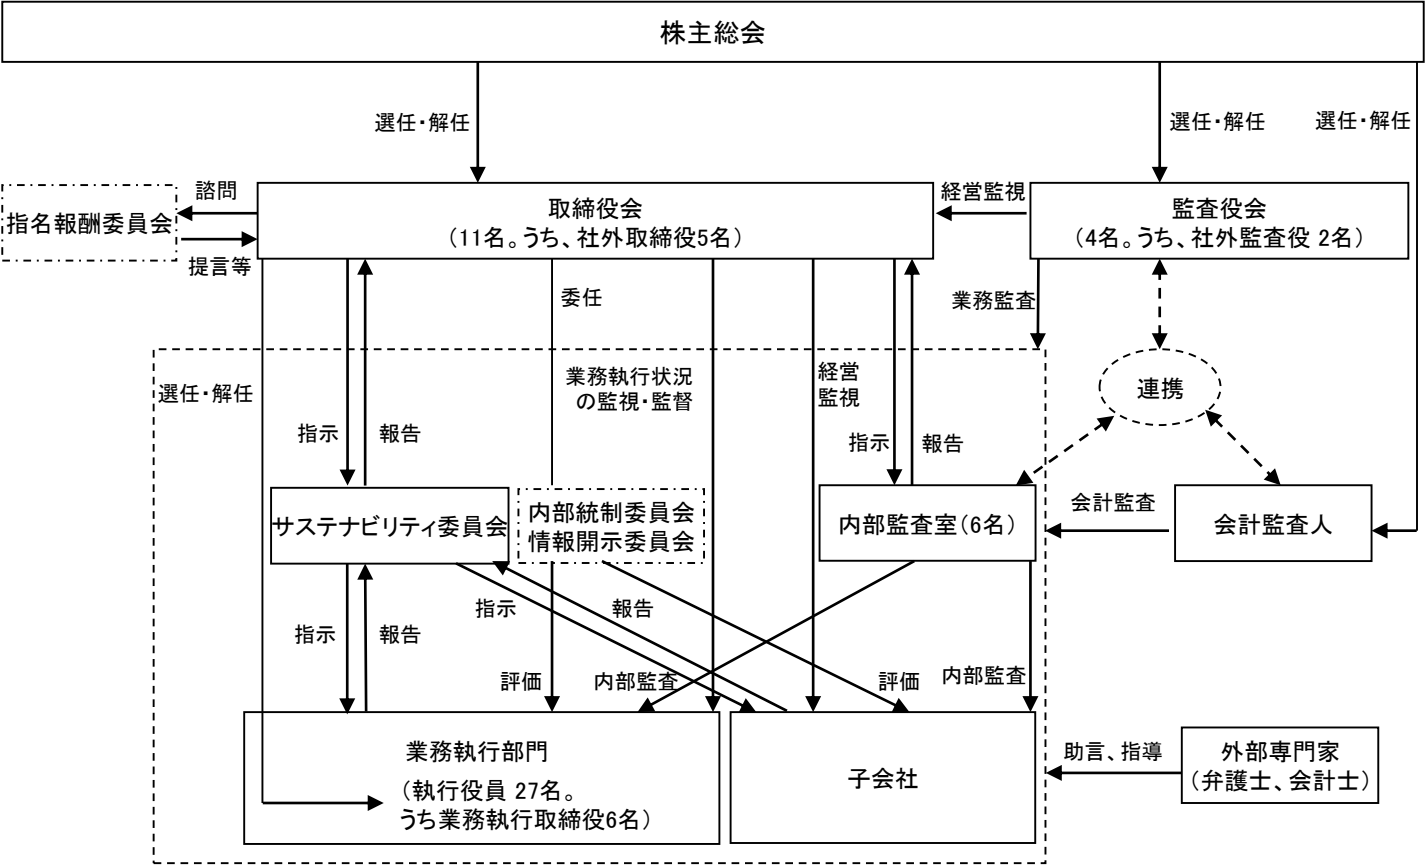 株主総会
選任・解任
選任・解任
選任・解任
諮問
指名報酬委員会
提言等
取締役会
（11名。うち、社外取締役5名）
経営監視
監査役会
（4名。うち、社外監査役 2名）
委任
業務監査
選任・解任
業務執行状況
の監視・監督
経営
監視
連携
指示
報告
指示
報告
サステナビリティ委員会
内部統制委員会
情報開示委員会
内部監査室（6名）
会計監査
会計監査人
指示
報告
指示
報告
評価
内部監査
評価
内部監査
業務執行部門
（執行役員 27名。
うち業務執行取締役6名）
子会社
助言、指導
外部専門家
（弁護士、会計士）